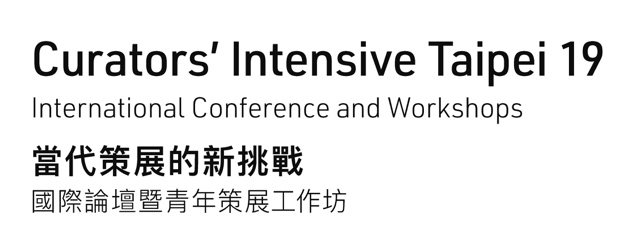 Curators’ Intensive Taipei 19
International Conference and Workshops
當代策展的新挑戰
國際論壇暨青年策展工作坊